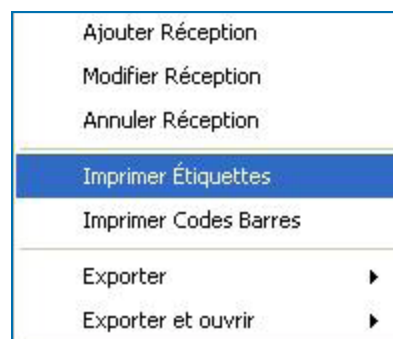 Ajouter Réception
Modifier Réception
Annuler Réception
Imprimer Étiquettes
Imprimer Codes Barres
Exporter
Exporter et ouvrir